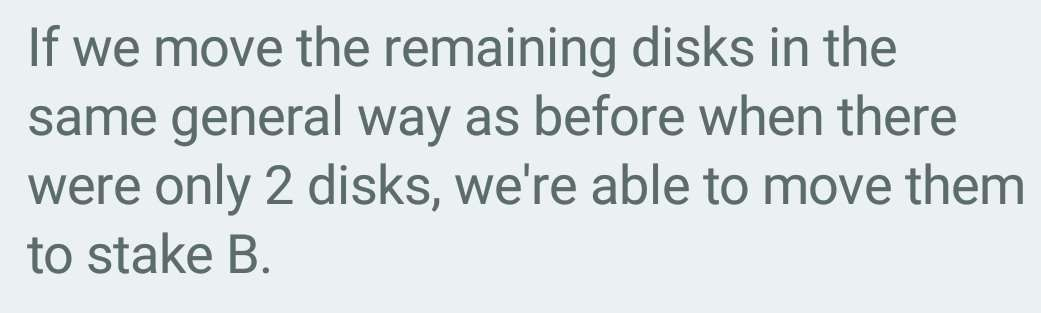 If we move the remaining disks in the
same general way as before when there
were only 2 disks, we're able to move them
to stake B.